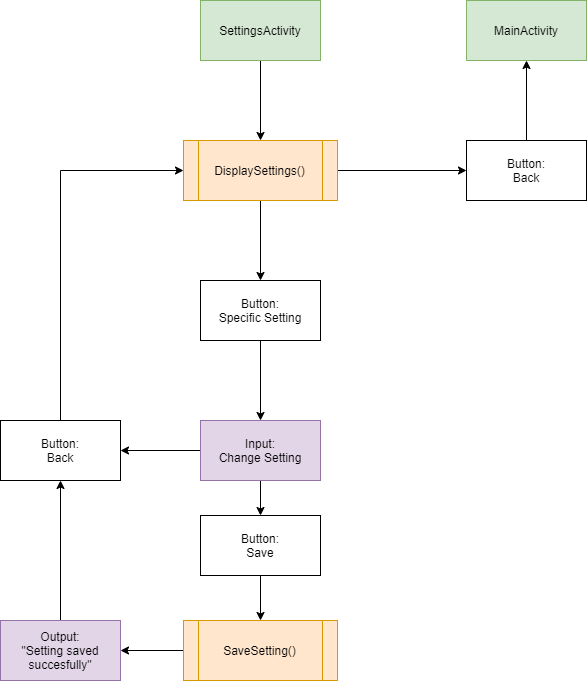 SettingsActivity
MainActivity
DisplaySettings()
Button:
Back
Button:
Specific Setting
Button:
Back
Input:
Change Setting
Button:
Save
Output:
"Setting saved
succesfully"
SaveSetting()